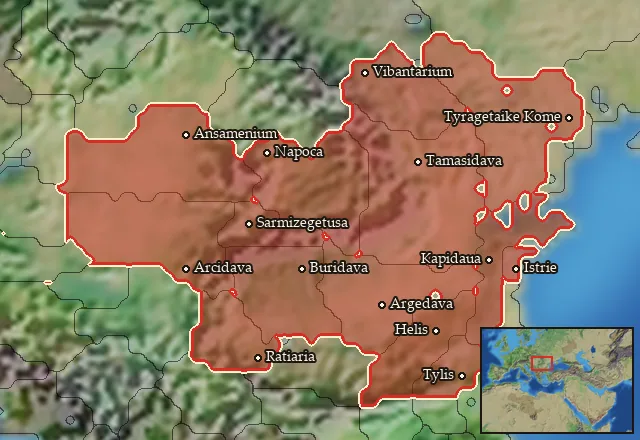 Vibantarium
Tyragetaike Kome
Ansamenium
Napoca
Tamasidava
Sarmizegetusa
Kapidaua
Arcidava
Buridava
Istrie
Argedava
Helis
Ratiaria
Tylis